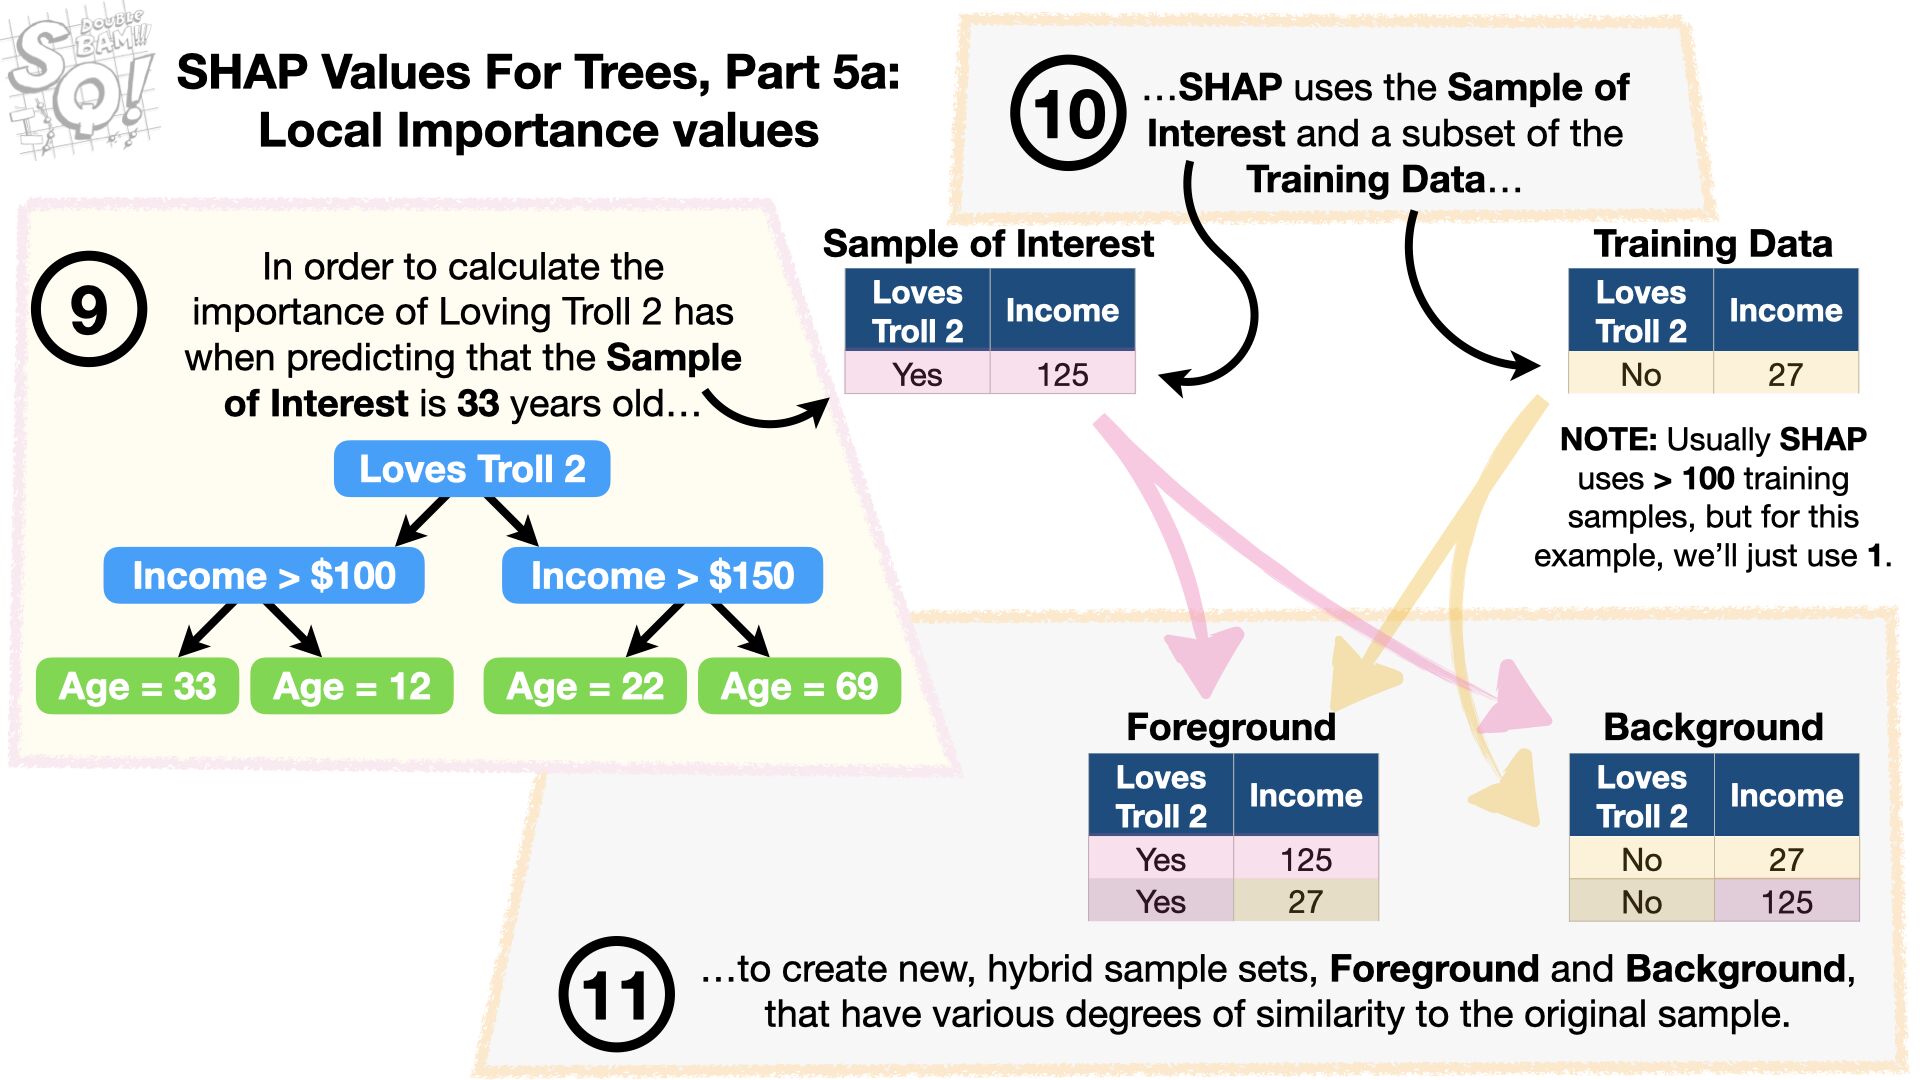 SQ!
DOUBLE
BAM!!!
SHAP Values For Trees, Part 5a:
Local Importance values
9
In order to calculate the
importance of Loving Troll 2 has
when predicting that the Sample
of Interest is 33 years old…
Loves Troll 2
Income > $100
Income > $150
Age = 33
Age = 12
Age = 22
Age = 69
10
…SHAP uses the Sample of
Interest and a subset of the
Training Data…
Sample of Interest
Loves Troll 2 Income
Yes 125
Training Data
Loves Troll 2 Income
No 27
NOTE: Usually SHAP
uses > 100 training
samples, but for this
example, we’ll just use 1.
Foreground
Loves Troll 2 Income
Yes 125
Yes 27
Background
Loves Troll 2 Income
No 27
No 125
11
…to create new, hybrid sample sets, Foreground and Background,
that have various degrees of similarity to the original sample.